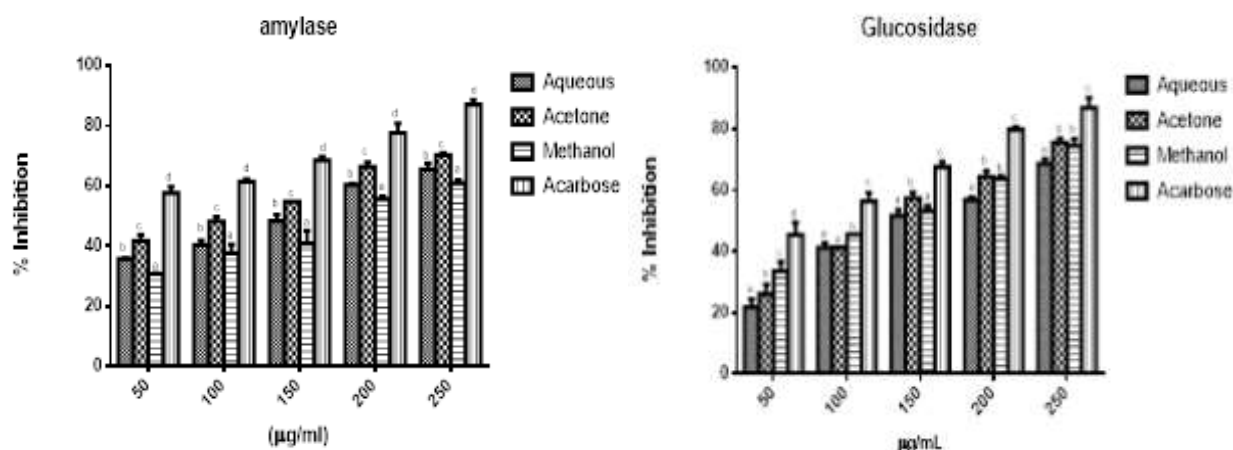 amylase
% Inhibition
100
80
60
40
20
0
b c a d
b c a d
b c a d
b c a d
b c a d
50 100 150 200 250
(µg/ml)
Aqueous
Acetone
Methanol
Acarbose
Glucosidase
% Inhibition
100
80
60
40
20
0
50 100 150 200 250
µg/mL
Aqueous
Acetone
Methanol
Acarbose